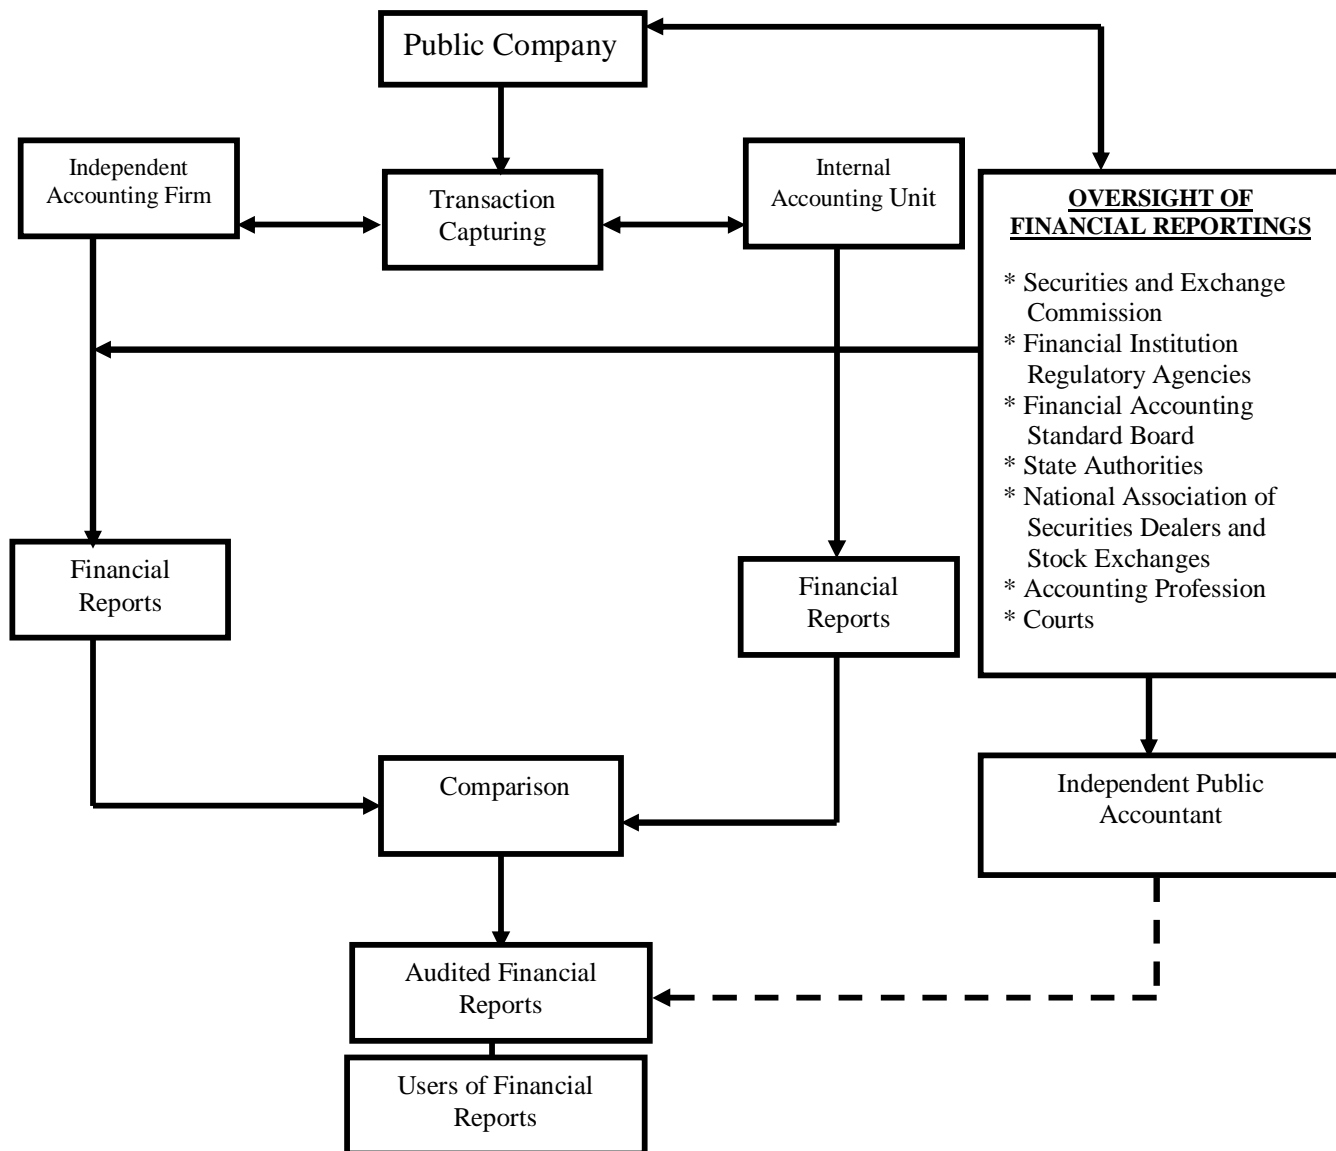 Public Company
Independent
Accounting Firm
Transaction
Capturing
Internal
Accounting Unit
OVERSIGHT OF
FINANCIAL REPORTINGS
* Securities and Exchange
Commission
* Financial Institution
Regulatory Agencies
* Financial Accounting
Standard Board
* State Authorities
* National Association of
Securities Dealers and
Stock Exchanges
* Accounting Profession
* Courts
Financial
Reports
Financial
Reports
Comparison
Independent Public
Accountant
Audited Financial
Reports
Users of Financial
Reports